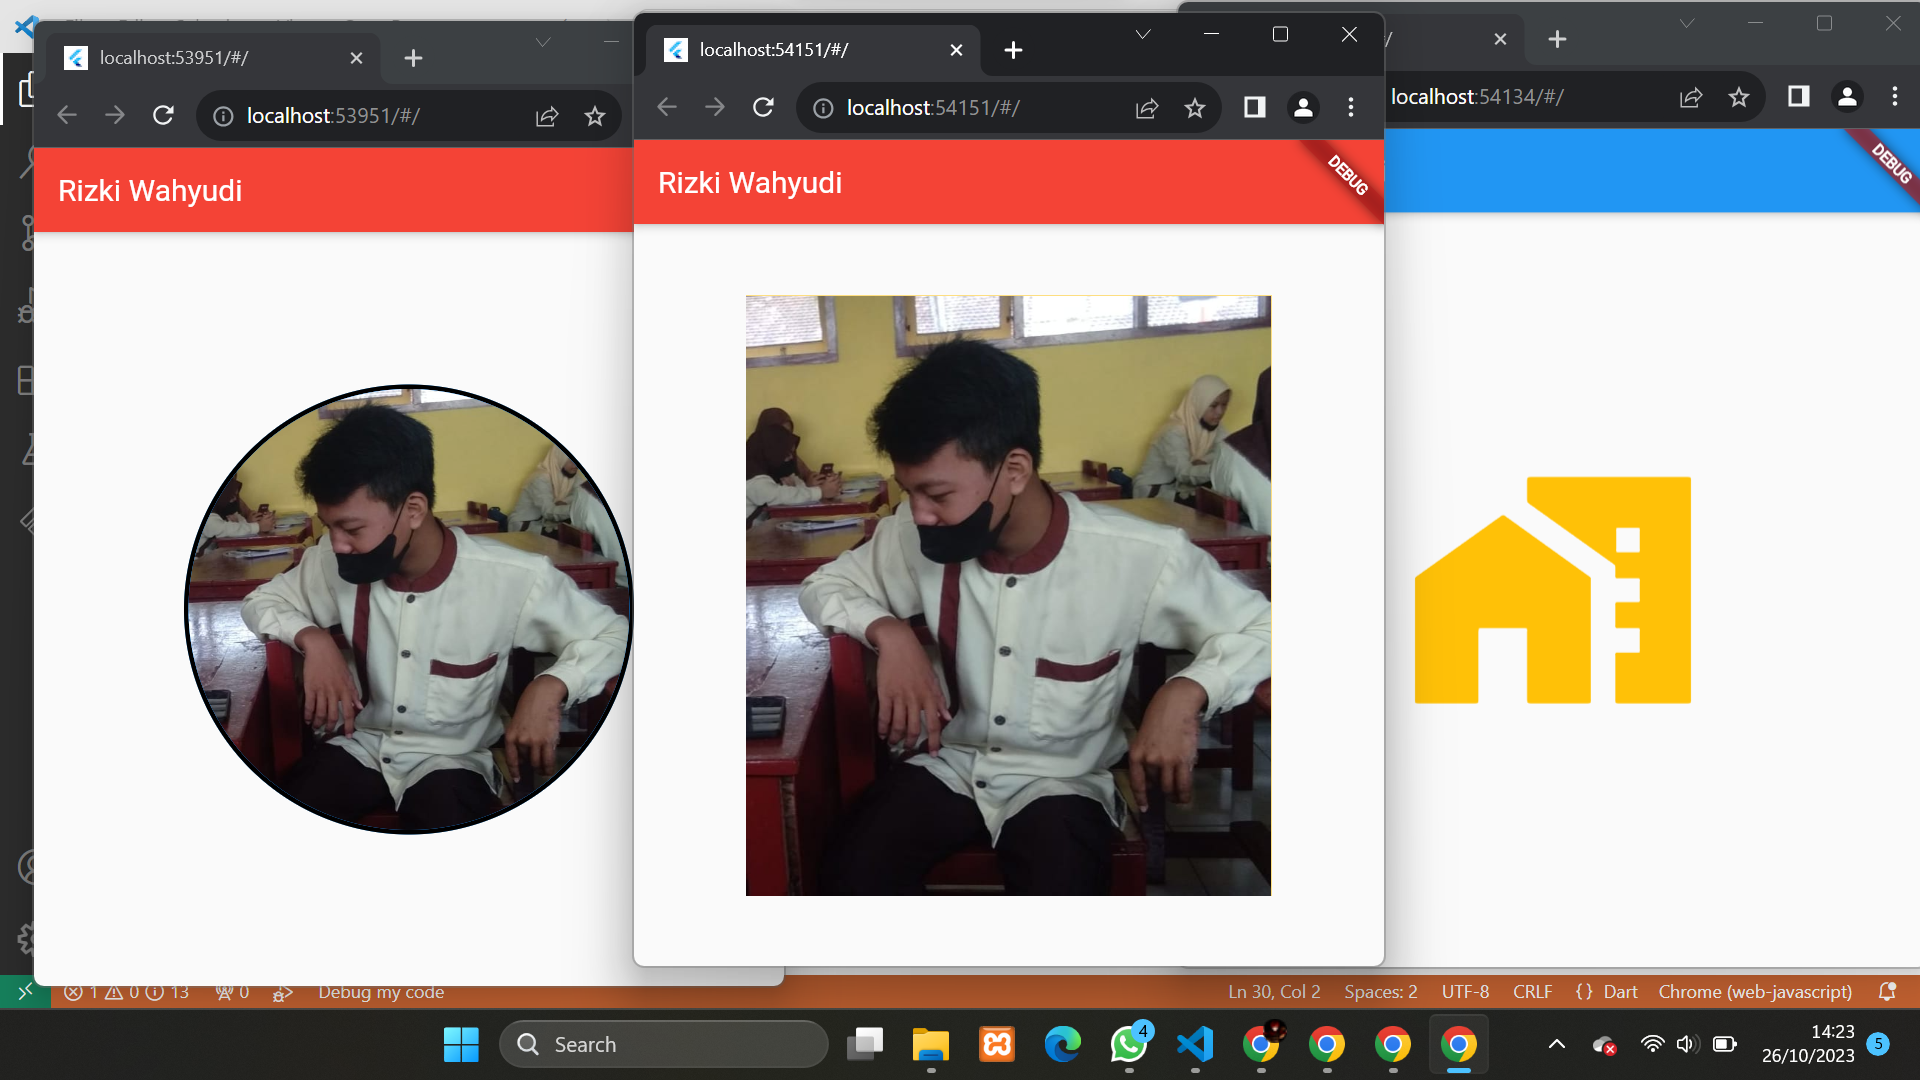 localhost:53951/#/
localhost:53951/#/
Rizki Wahyudi
localhost:54151/#/
localhost:54151/#/
DEBUG
Rizki Wahyudi
localhost:54134/#/
DEBUG
1 0 13 0 Debug my code
Ln 30, Col 2 Spaces: 2 UTF-8 CRLF {} Dart Chrome (web-javascript)
Search
4
14:23
26/10/2023
5